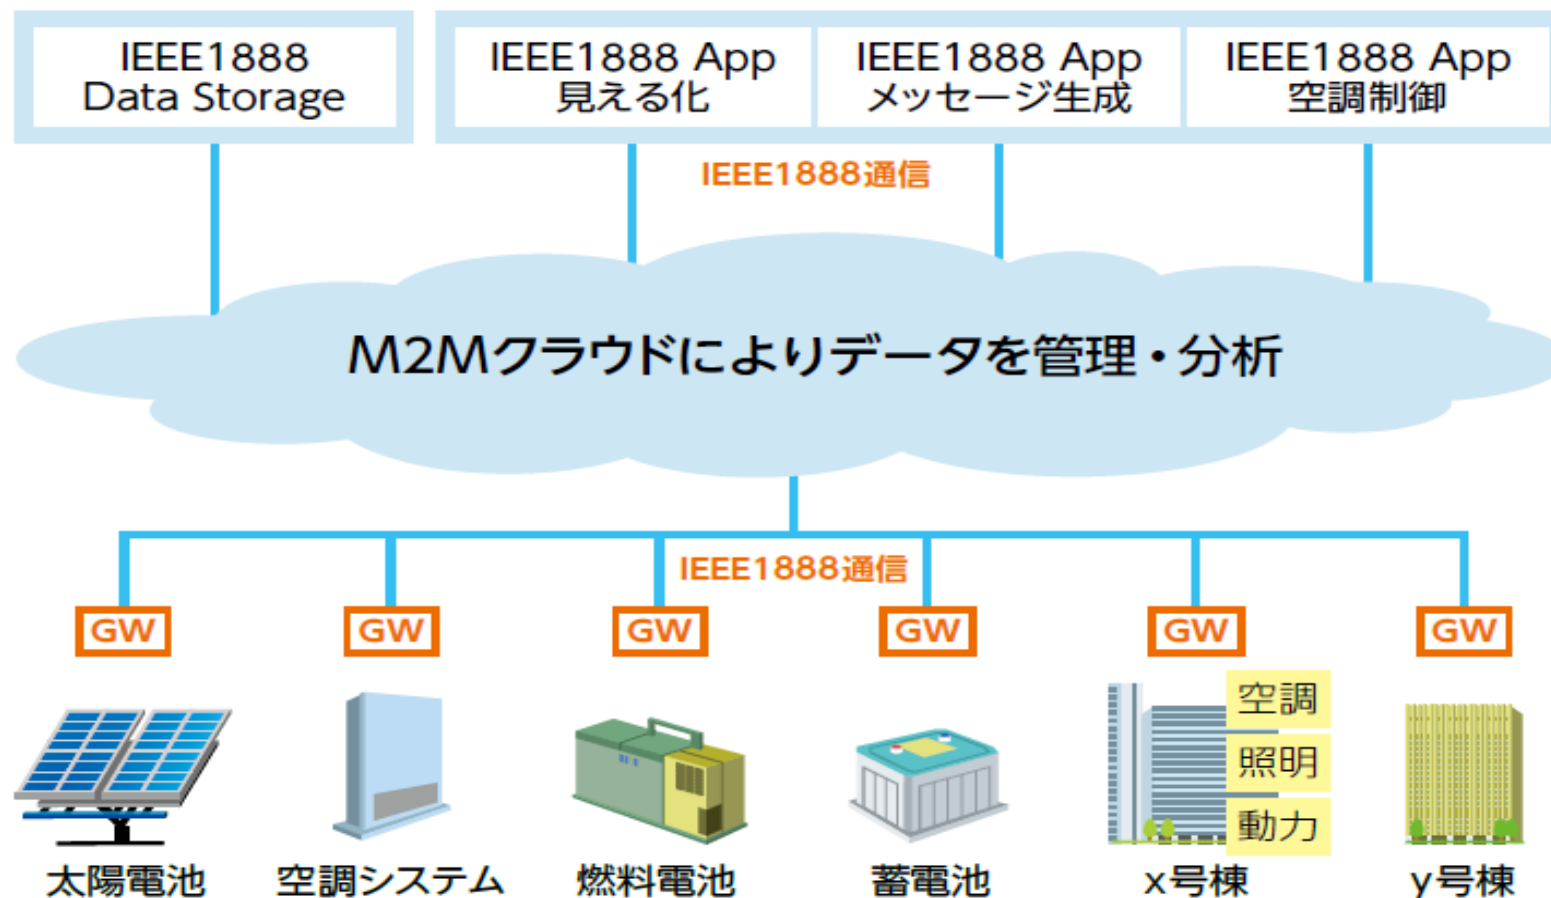 IEEE1888
Data Storage
IEEE1888 App
見える化
IEEE1888 App
メッセージ生成
IEEE1888 App
空調制御
IEEE1888通信
M2Mクラウドによりデータを管理・分析
IEEE1888通信
GW
GW
GW
GW
GW
GW
空調
照明
動力
太陽電池
空調システム
燃料電池
蓄電池
x号棟
y号棟